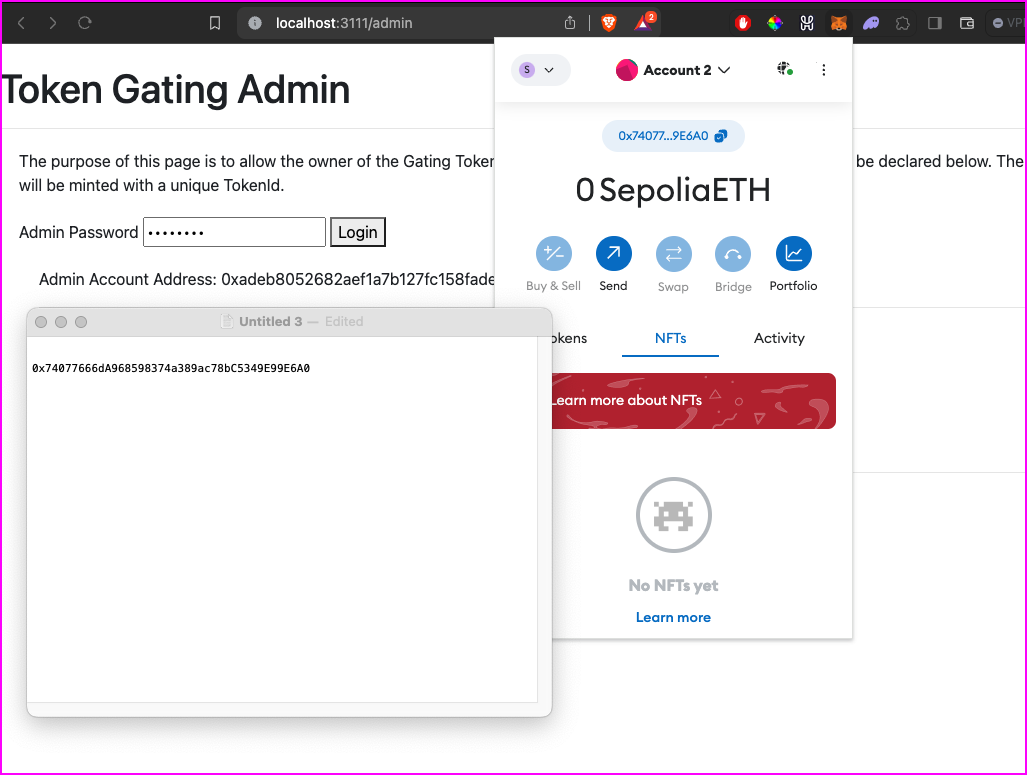 localhost:3111/admin
2
VP
S
Account 2
Token Gating Admin
0x74077...9E6A0
The purpose of this page is to allow the owner of the Gating Token
be declared below. The
will be minted with a unique TokenId.
0 SepoliaETH
Admin Password •••••••• Login
Buy & Sell Send Swap Bridge Portfolio
Admin Account Address: 0xadeb8052682aef1a7b127fc158fade
Untitled 3 — Edited
okens NFTs Activity
0x74077666dA968598374a389ac78bC5349E99E6A0
Learn more about NFTs
No NFTs yet
Learn more